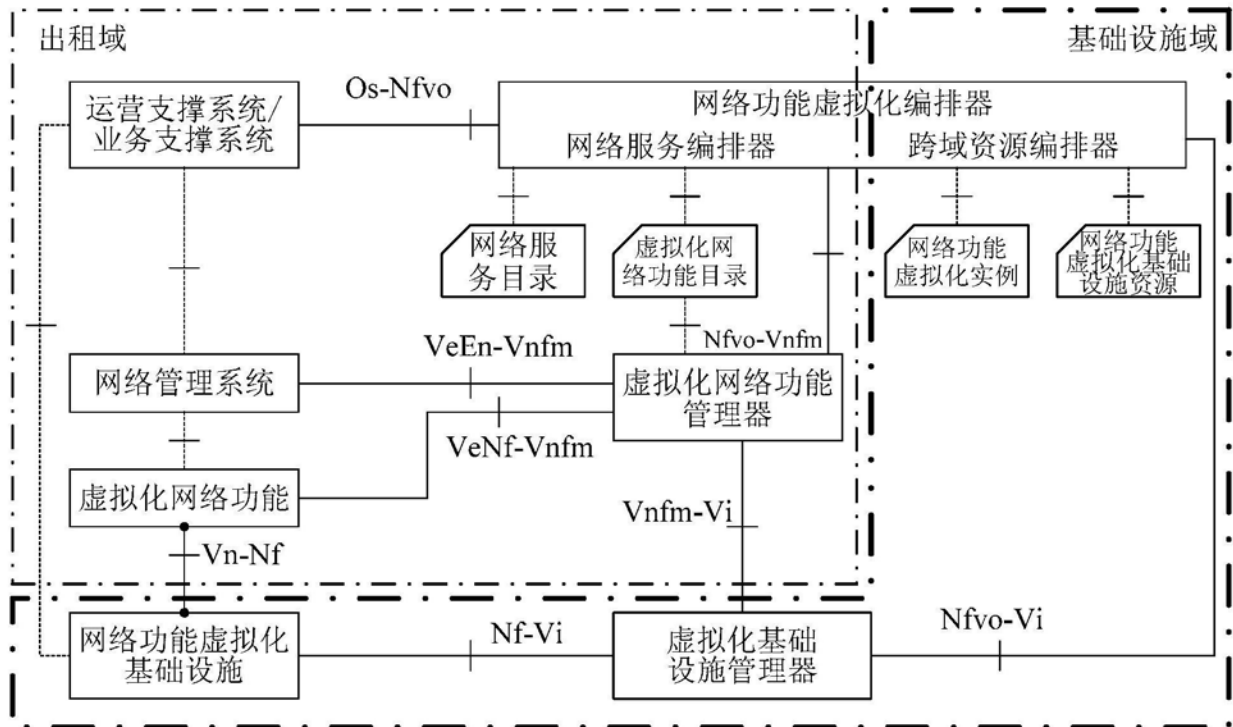 出租域
基础设施域
运营支撑系统/
业务支撑系统
Os-Nfvo
网络功能虚拟化编排器
网络服务编排器
跨域资源编排器
网络服
务目录
虚拟化网
络功能目录
网络功能
虚拟化实例
网络功能
虚拟化基础
设施资源
Nfvo-Vnfm
VeEn-Vnfm
网络管理系统
虚拟化网络功能
管理器
VeNf-Vnfm
虚拟化网络功能
Vnfm-Vi
Vn-Nf
网络功能虚拟化
基础设施
Nf-Vi
虚拟化基础
设施管理器
Nfvo-Vi